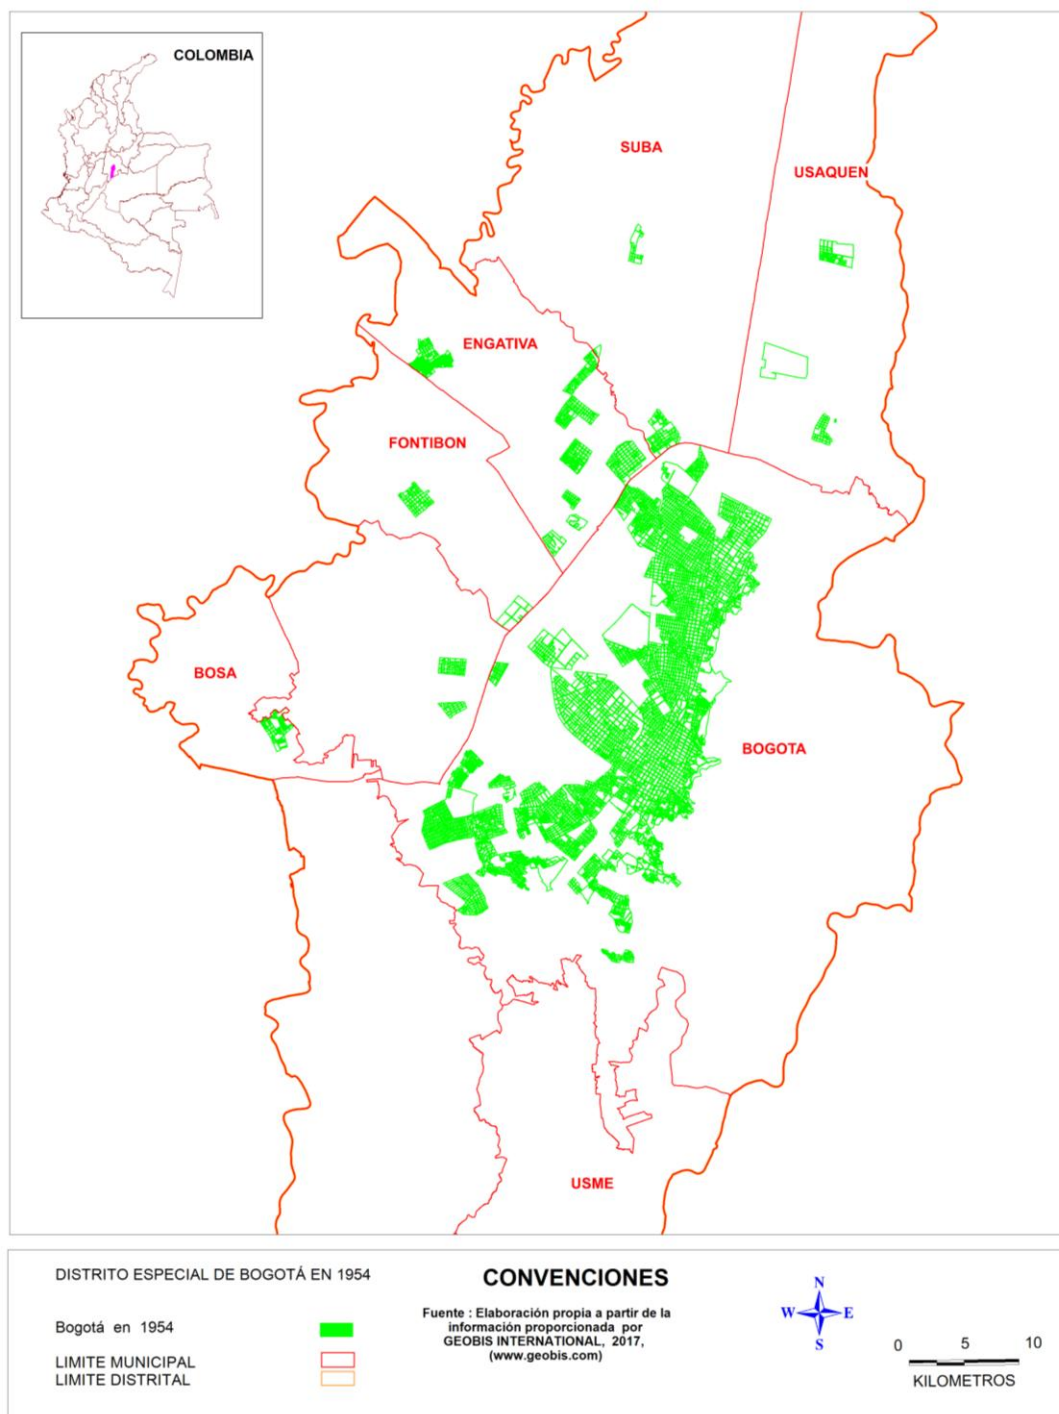 COLOMBIA
SUBA
USAQUEN
ENGATIVA
FONTIBON
BOSA
BOGOTA
USME
DISTRITO ESPECIAL DE BOGOTÁ EN 1954
CONVENCIONES
Bogotá en 1954
LIMITE MUNICIPAL
LIMITE DISTRITAL
Fuente : Elaboración propia a partir de la
información proporcionada por
GEOBIS INTERNATIONAL, 2017,
(www.geobis.com)
N
W E
S
0 5 10
KILOMETROS